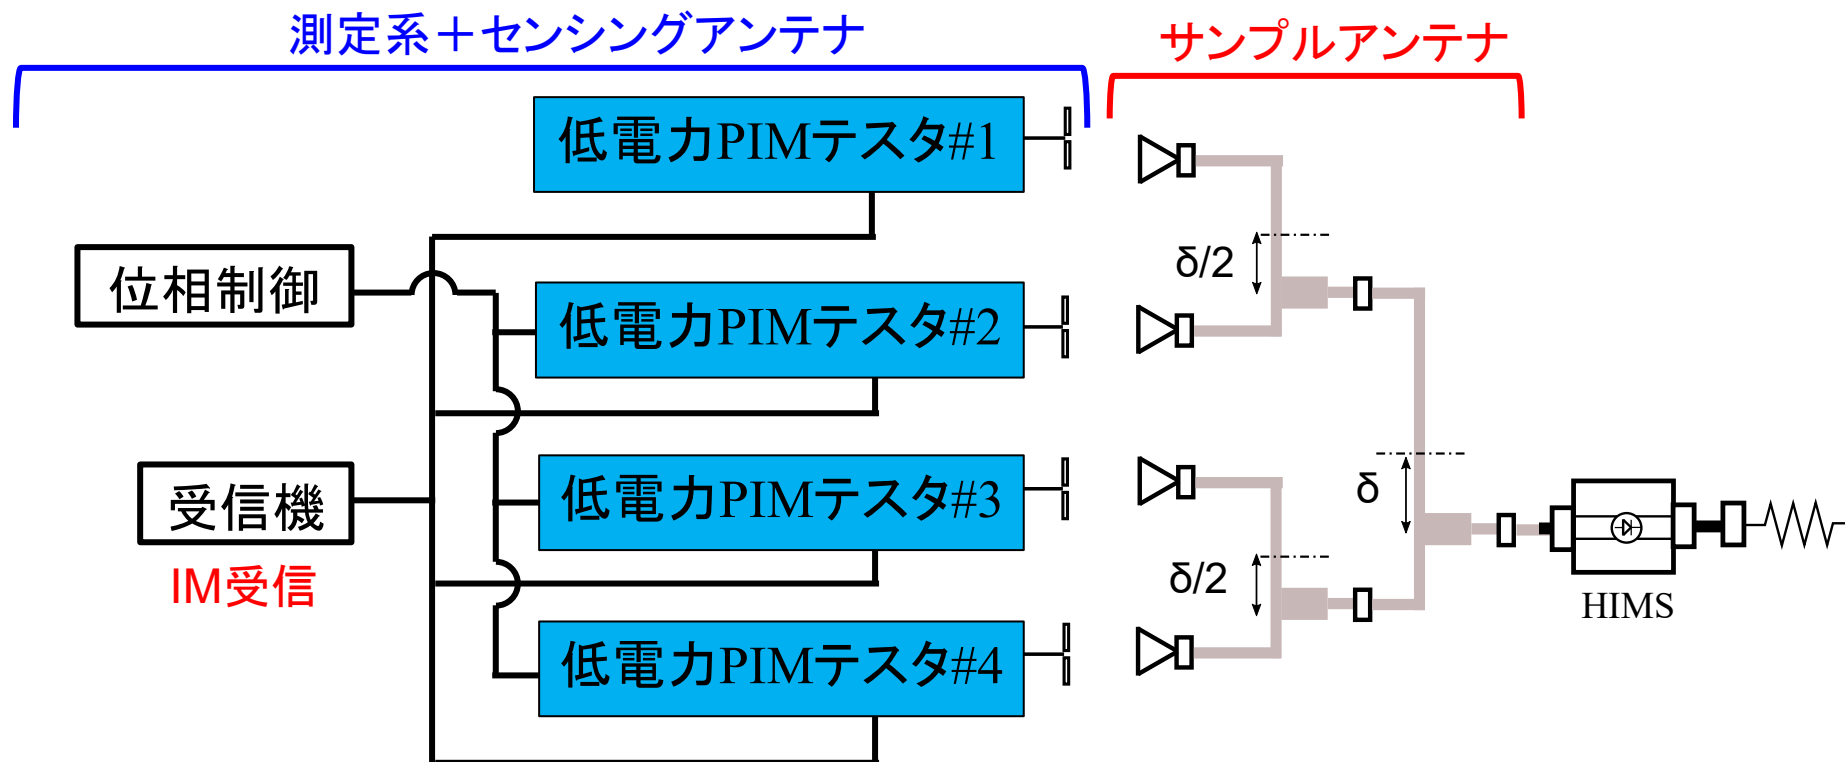 測定系＋センシングアンテナ
サンプルアンテナ
低電力PIMテスタ#1
位相制御
低電力PIMテスタ#2
δ/2
受信機
IM受信
低電力PIMテスタ#3
δ
δ/2
HIMS
低電力PIMテスタ#4